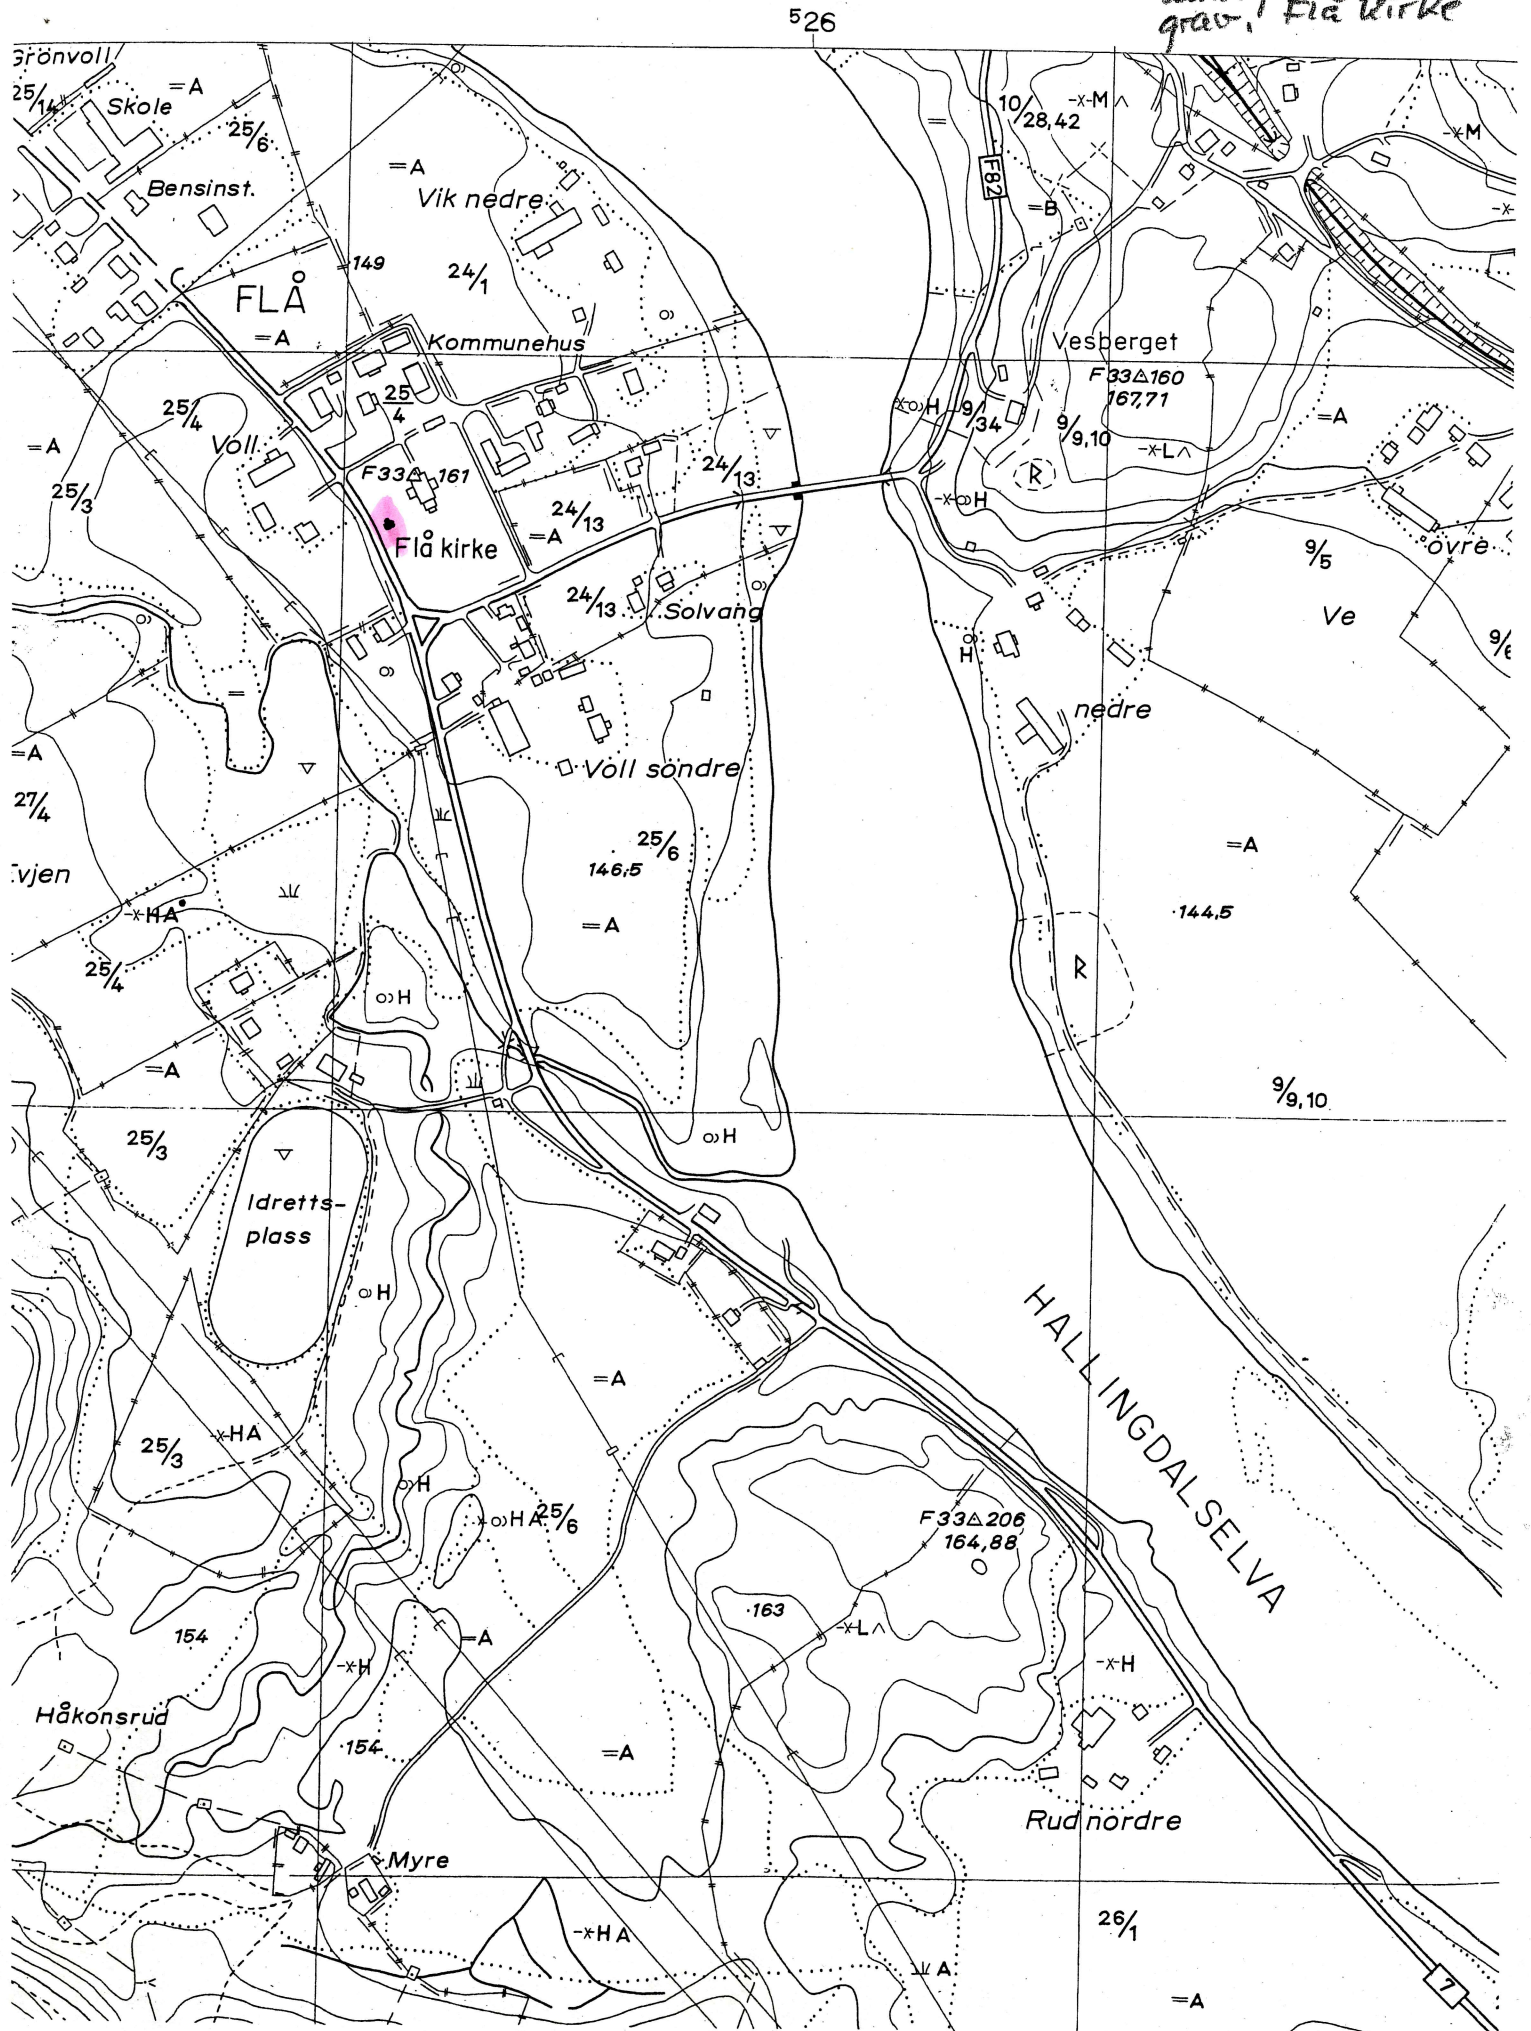 526
grav. Flå kirke
Grönvoll
25/14
Skole
=A
25/6
=A
Bensinst.
Vik nedre
149
24/1
FLÅ
=A
Kommunehus
25/4
25/4
Voll
=A
25/3
F33△161
Flå kirke
24/13
24/13
=A
24/13
Solvang
=
10/28,42
-x-M
-x-M
F82
=B
=
-x-
Vesberget
F33△160
167,71
H
9/34
9/9,10
-x-L
=A
R
H
övre
9/5
Ve
9/6
H
nedre
=A
27/4
Evjen
-x-HA
25/4
Voll söndre
25/6
146,5
=A
=A
144,5
R
H
=A
25/3
H
9/9,10
Idretts-
plass
H
=A
HALLINGDALSELVA
25/3
-x-HA
H
HA
25/6
F33△206
164,88
163
-x-L
154
=A
-x-H
-x-H
Håkonsrud
154
=A
Rud nordre
Myre
-x-HA
26/1
A
=A
7